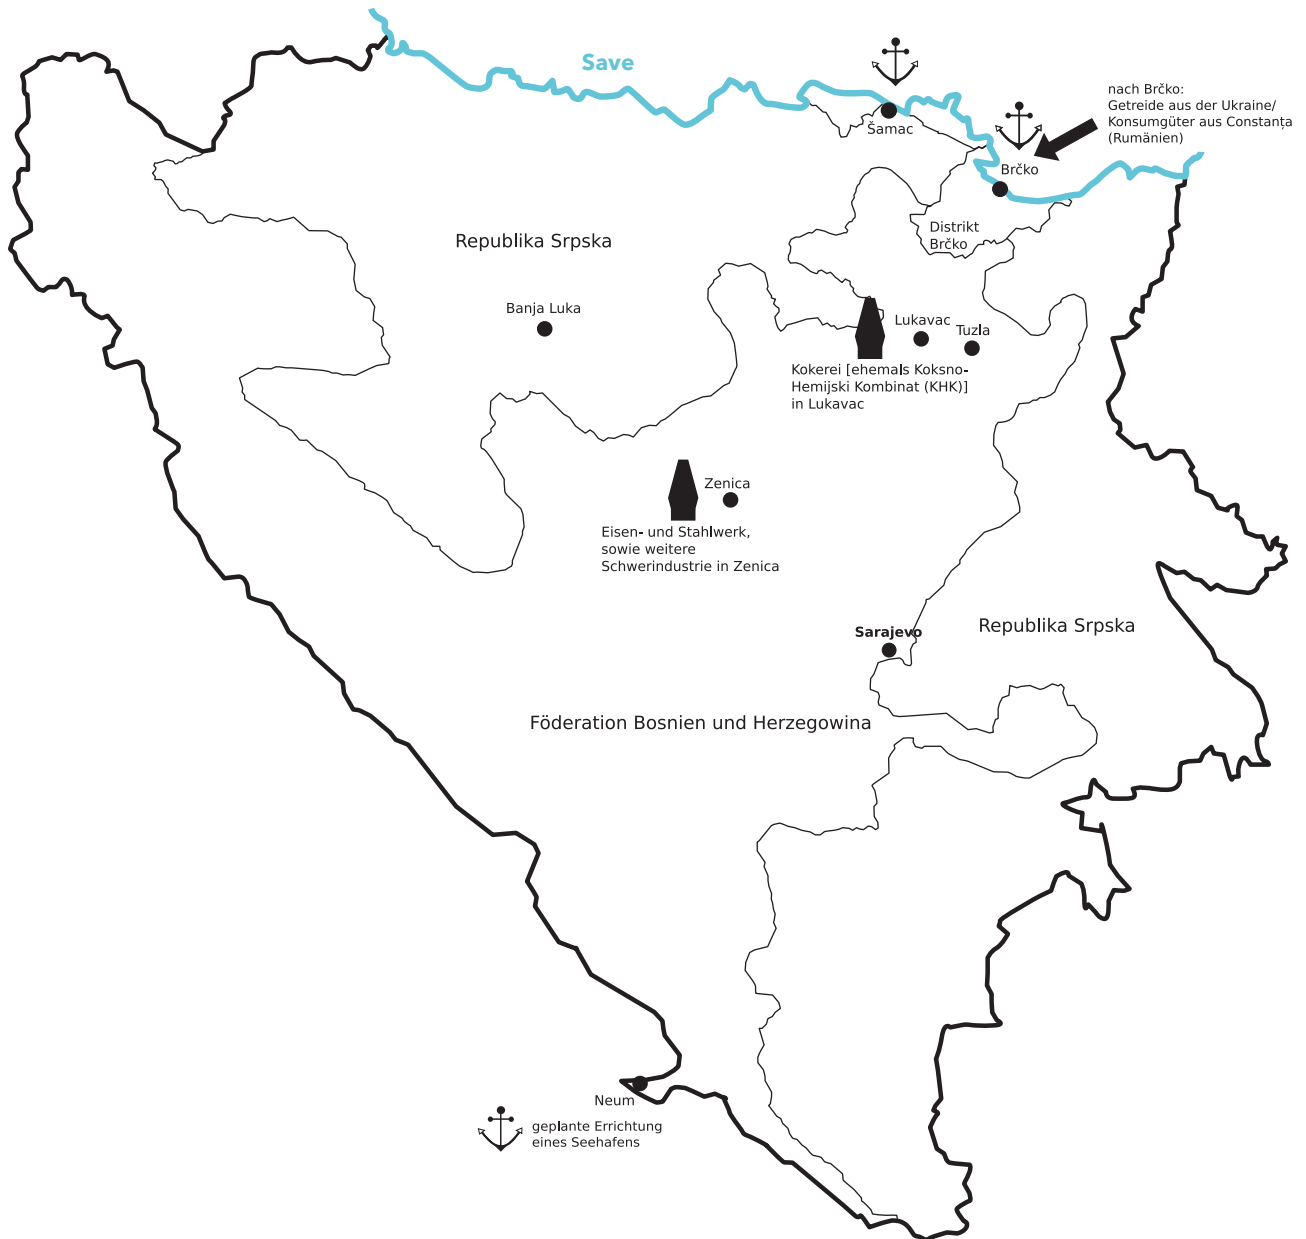 Save
nach Brčko:
Getreide aus der Ukraine/
Konsumgüter aus Constanța
(Rumänien)
Šamac
Brčko
Distrikt
Brčko
Republika Srpska
Banja Luka
Lukavac
Tuzla
Kokerei [ehemals Koksno-
Hemijski Kombinat (KHK)]
in Lukavac
Zenica
Eisen- und Stahlwerk,
sowie weitere
Schwerindustrie in Zenica
Sarajevo
Republika Srpska
Föderation Bosnien und Herzegowina
Neum
geplante Errichtung
eines Seehafens